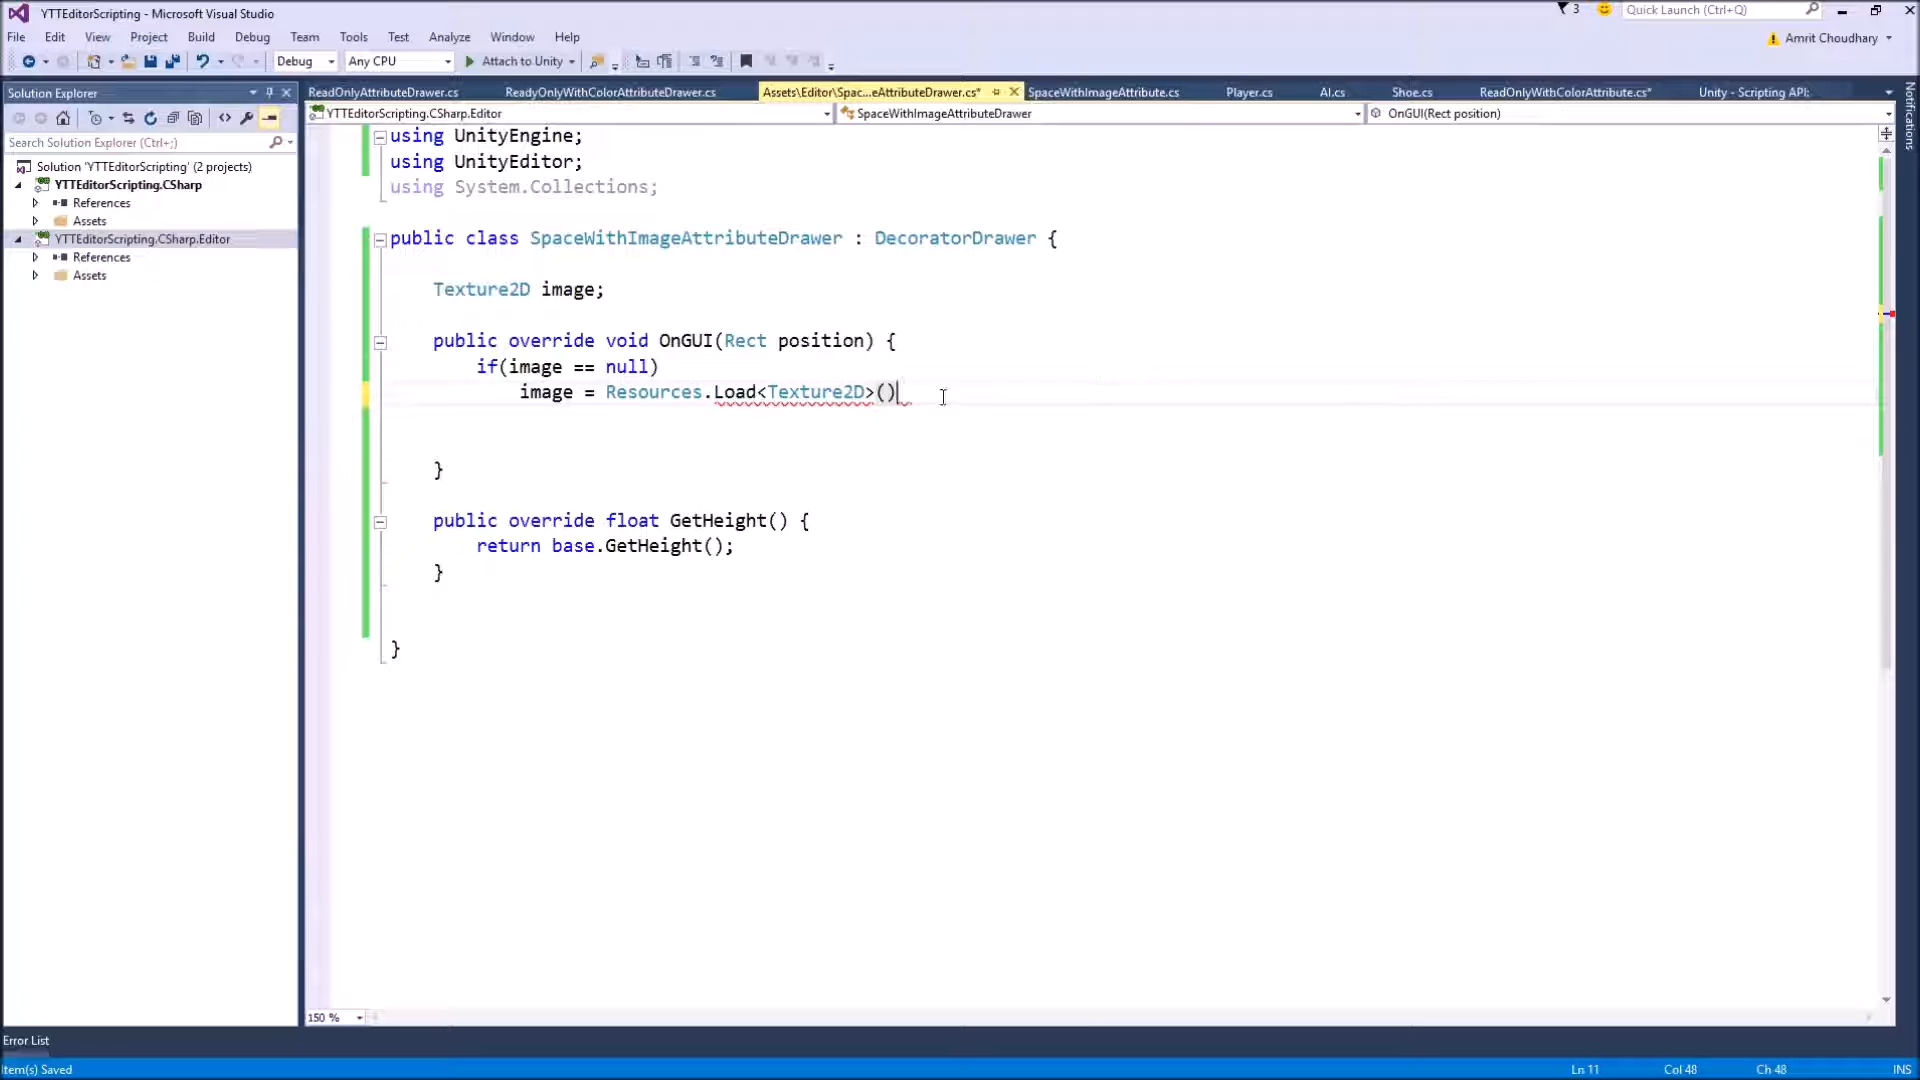 YTTEditorScripting - Microsoft Visual Studio
3
Quick Launch (Ctrl+Q)
File Edit View Project Build Debug Team Tools Test Analyze Window Help
Amrit Choudhary
Debug Any CPU Attach to Unity
Solution Explorer
ReadOnlyAttributeDrawer.cs ReadyOnlyWithColorAttributeDrawer.cs Assets\Editor\Spac...eAttributeDrawer.cs* SpaceWithImageAttribute.cs Player.cs AI.cs Shoe.cs ReadOnlyWithColorAttribute.cs* Unity - Scripting API:
Notifications
YTTEditorScripting.CSharp.Editor SpaceWithImageAttributeDrawer OnGUI(Rect position)
Search Solution Explorer (Ctrl+;)
Solution 'YTTEditorScripting' (2 projects)
YTTEditorScripting.CSharp
References
Assets
YTTEditorScripting.CSharp.Editor
References
Assets
using UnityEngine;
using UnityEditor;
using System.Collections;
public class SpaceWithImageAttributeDrawer : DecoratorDrawer {
Texture2D image;
public override void OnGUI(Rect position) {
if(image == null)
image = Resources.Load<Texture2D>()
}
public override float GetHeight() {
return base.GetHeight();
}
}
150 %
Error List
Item(s) Saved Ln 11 Col 48 Ch 48 INS